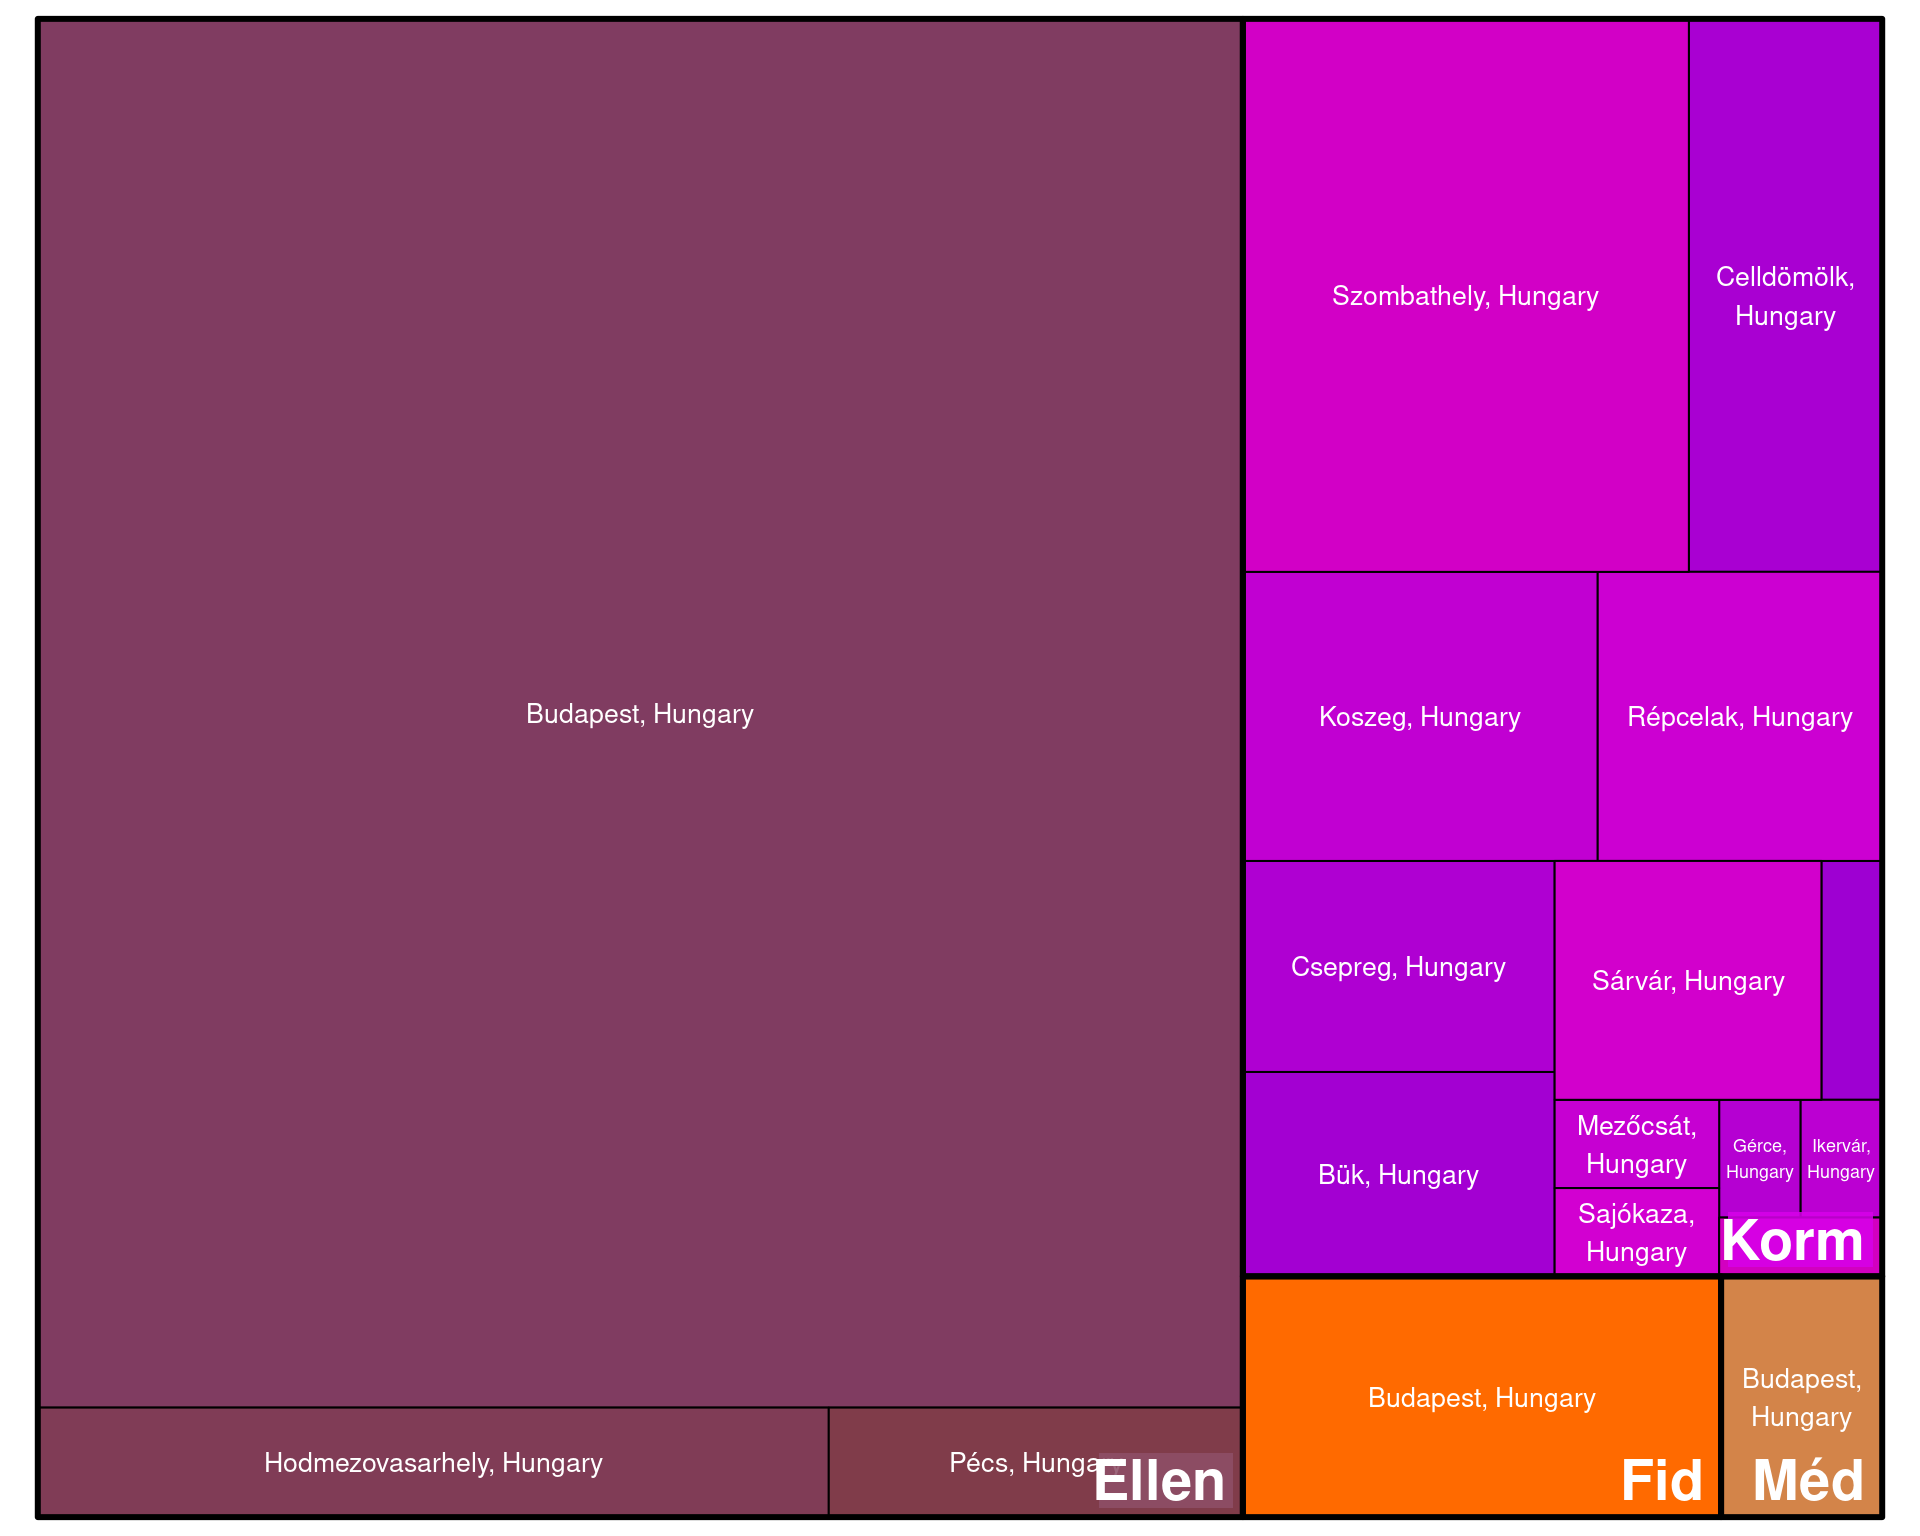 Budapest, Hungary
Hodmezovasarhely, Hungary
Pécs, Hungary
Ellen
Szombathely, Hungary
Celldömölk,
Hungary
Koszeg, Hungary
Répcelak, Hungary
Csepreg, Hungary
Sárvár, Hungary
Bük, Hungary
Mezőcsát,
Hungary
Gérce,
Hungary
Ikervár,
Hungary
Sajókaza,
Hungary
Korm
Budapest, Hungary
Fid
Budapest,
Hungary
Méd